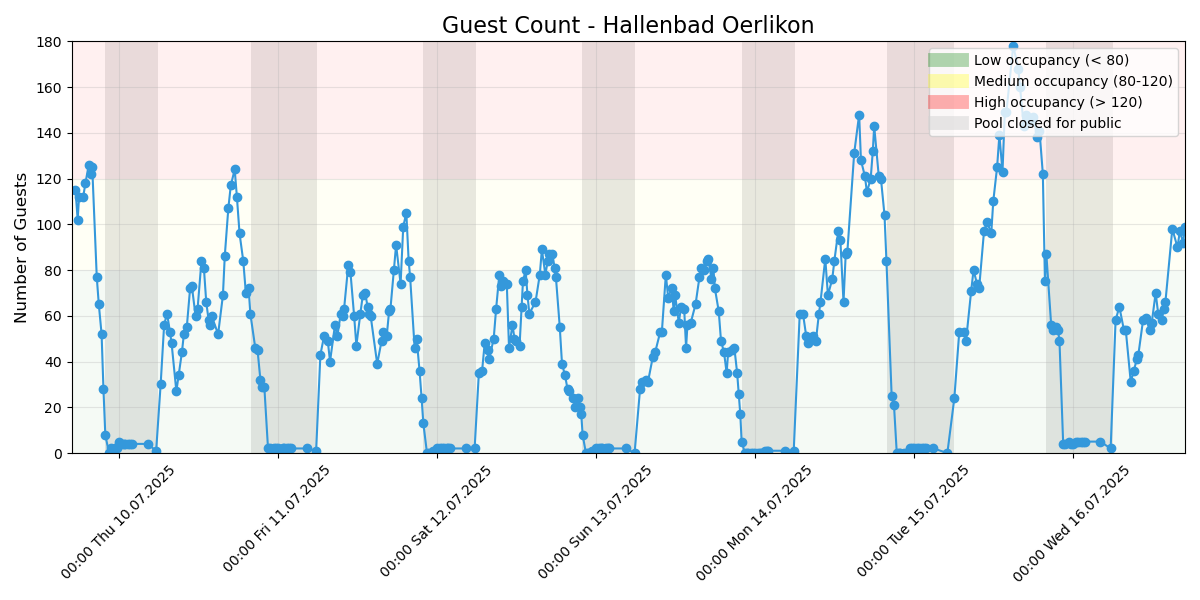 Guest Count - Hallenbad Oerlikon
Number of Guests
180
160
140
120
100
80
60
40
20
0
Low occupancy (< 80)
Medium occupancy (80-120)
High occupancy (> 120)
Pool closed for public
00:00 Thu 10.07.2025
00:00 Fri 11.07.2025
00:00 Sat 12.07.2025
00:00 Sun 13.07.2025
00:00 Mon 14.07.2025
00:00 Tue 15.07.2025
00:00 Wed 16.07.2025